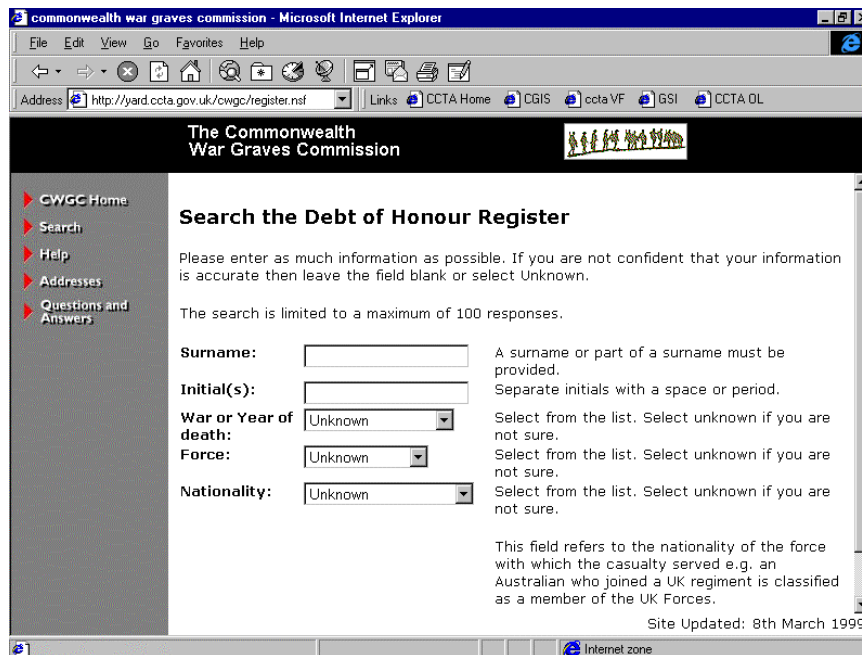 commonwealth war graves commission - Microsoft Internet Explorer
File Edit View Go Favorites Help
Address http://yard.ccta.gov.uk/cwgc/register.nsf Links CCTA Home CGIS ccta VF GSI CCTA OL
The Commonwealth
War Graves Commission
CWGC Home
Search
Help
Addresses
Questions and
Answers
Search the Debt of Honour Register
Please enter as much information as possible. If you are not confident that your information
is accurate then leave the field blank or select Unknown.
The search is limited to a maximum of 100 responses.
Surname: A surname or part of a surname must be
provided.
Initial(s): Separate initials with a space or period.
War or Year of death: Unknown Select from the list. Select unknown if you are
not sure.
Force: Unknown Select from the list. Select unknown if you are
not sure.
Nationality: Unknown Select from the list. Select unknown if you are
not sure.
This field refers to the nationality of the force
with which the casualty served e.g. an
Australian who joined a UK regiment is classified
as a member of the UK Forces.
Site Updated: 8th March 1999
Internet zone